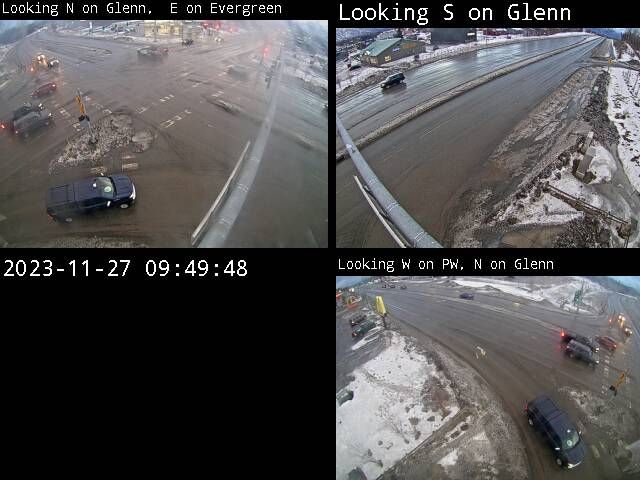 Looking N on Glenn,  E on Evergreen
Looking S on Glenn
2023-11-27 09:49:48
Looking W on PW, N on Glenn